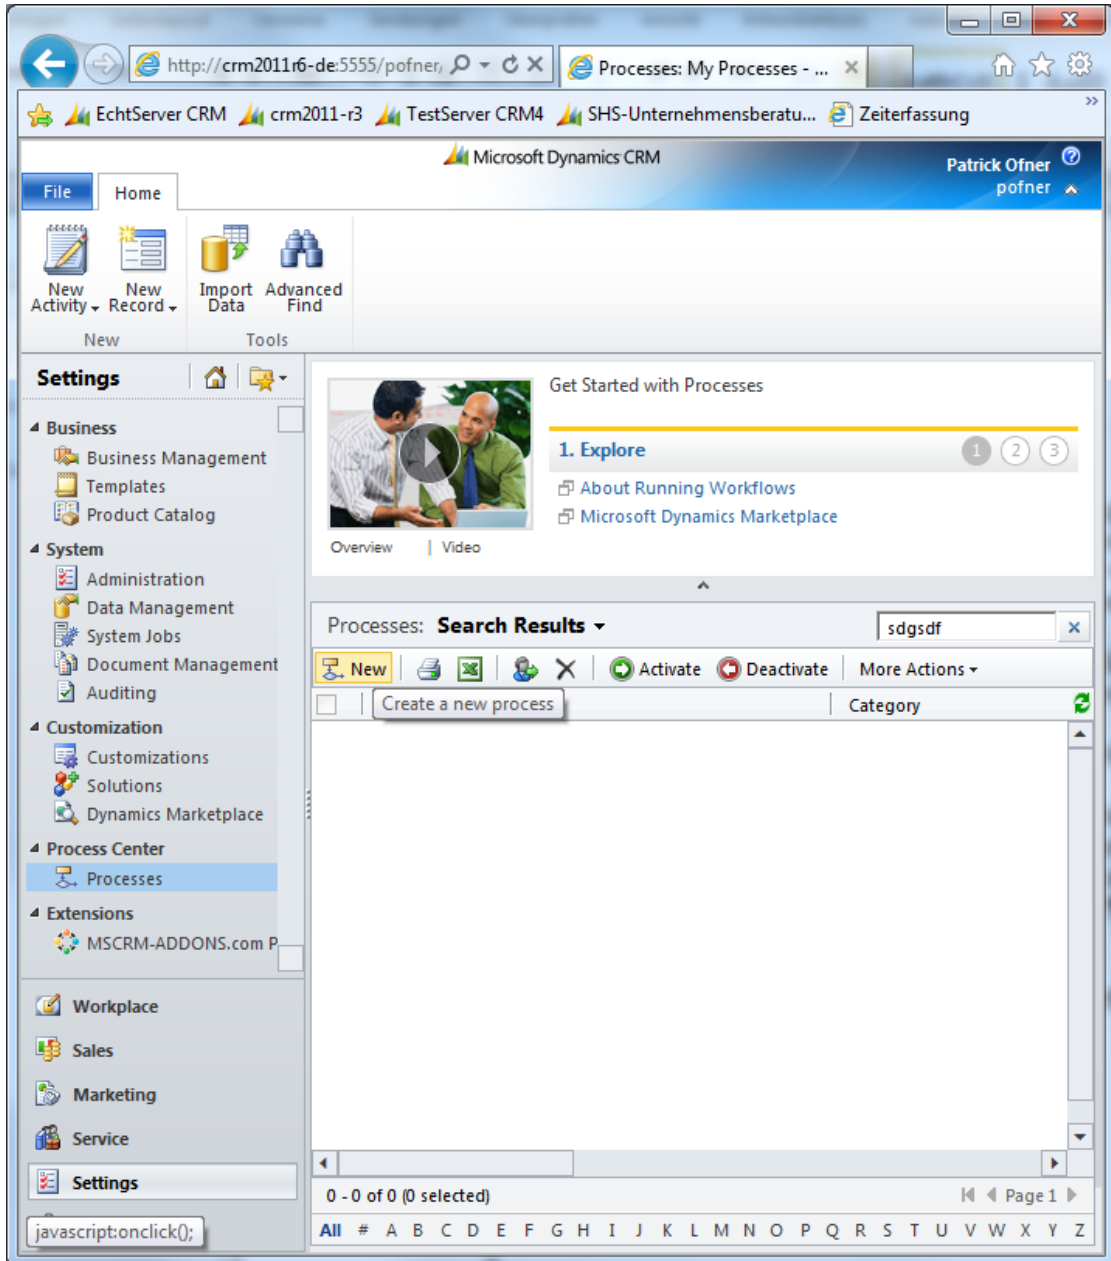 http://crm2011r6-de:5555/pofner,
Processes: My Processes - ...
EchtServer CRM
crm2011-r3
TestServer CRM4
SHS-Unternehmensberatu...
Zeiterfassung
Microsoft Dynamics CRM
Patrick Ofner
pofner
File
Home
New Activity
New Record
Import Data
Advanced Find
New
Tools
Settings
Business
Business Management
Templates
Product Catalog
System
Administration
Data Management
System Jobs
Document Management
Auditing
Customization
Customizations
Solutions
Dynamics Marketplace
Process Center
Processes
Extensions
MSCRM-ADDONS.com P
Workplace
Sales
Marketing
Service
Settings
javascript:onclick();
Get Started with Processes
1. Explore
1 2 3
About Running Workflows
Microsoft Dynamics Marketplace
Overview | Video
Processes: Search Results
sdgsdf
New
Activate
Deactivate
More Actions
Create a new process
Category
0 - 0 of 0 (0 selected)
Page 1
All # A B C D E F G H I J K L M N O P Q R S T U V W X Y Z